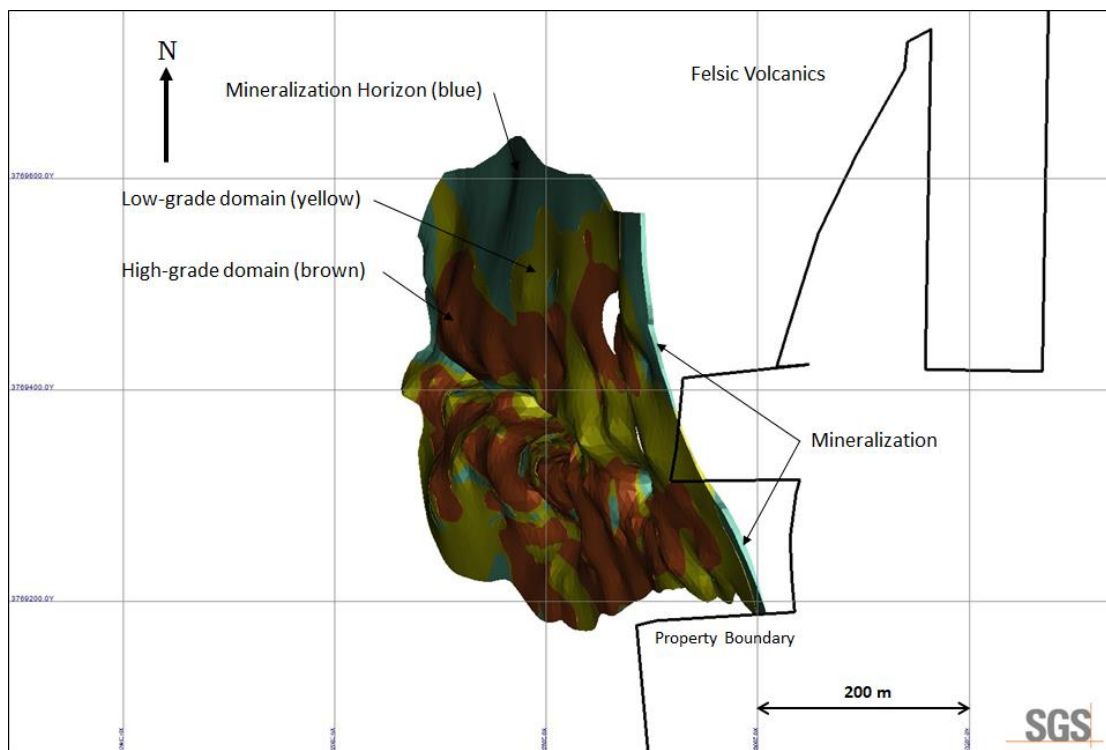 N
Felsic Volcanics
Mineralization Horizon (blue)
3769600.0Y
Low-grade domain (yellow)
High-grade domain (brown)
3769400.0Y
Mineralization
3769200.0Y
Property Boundary
200 m
SGS